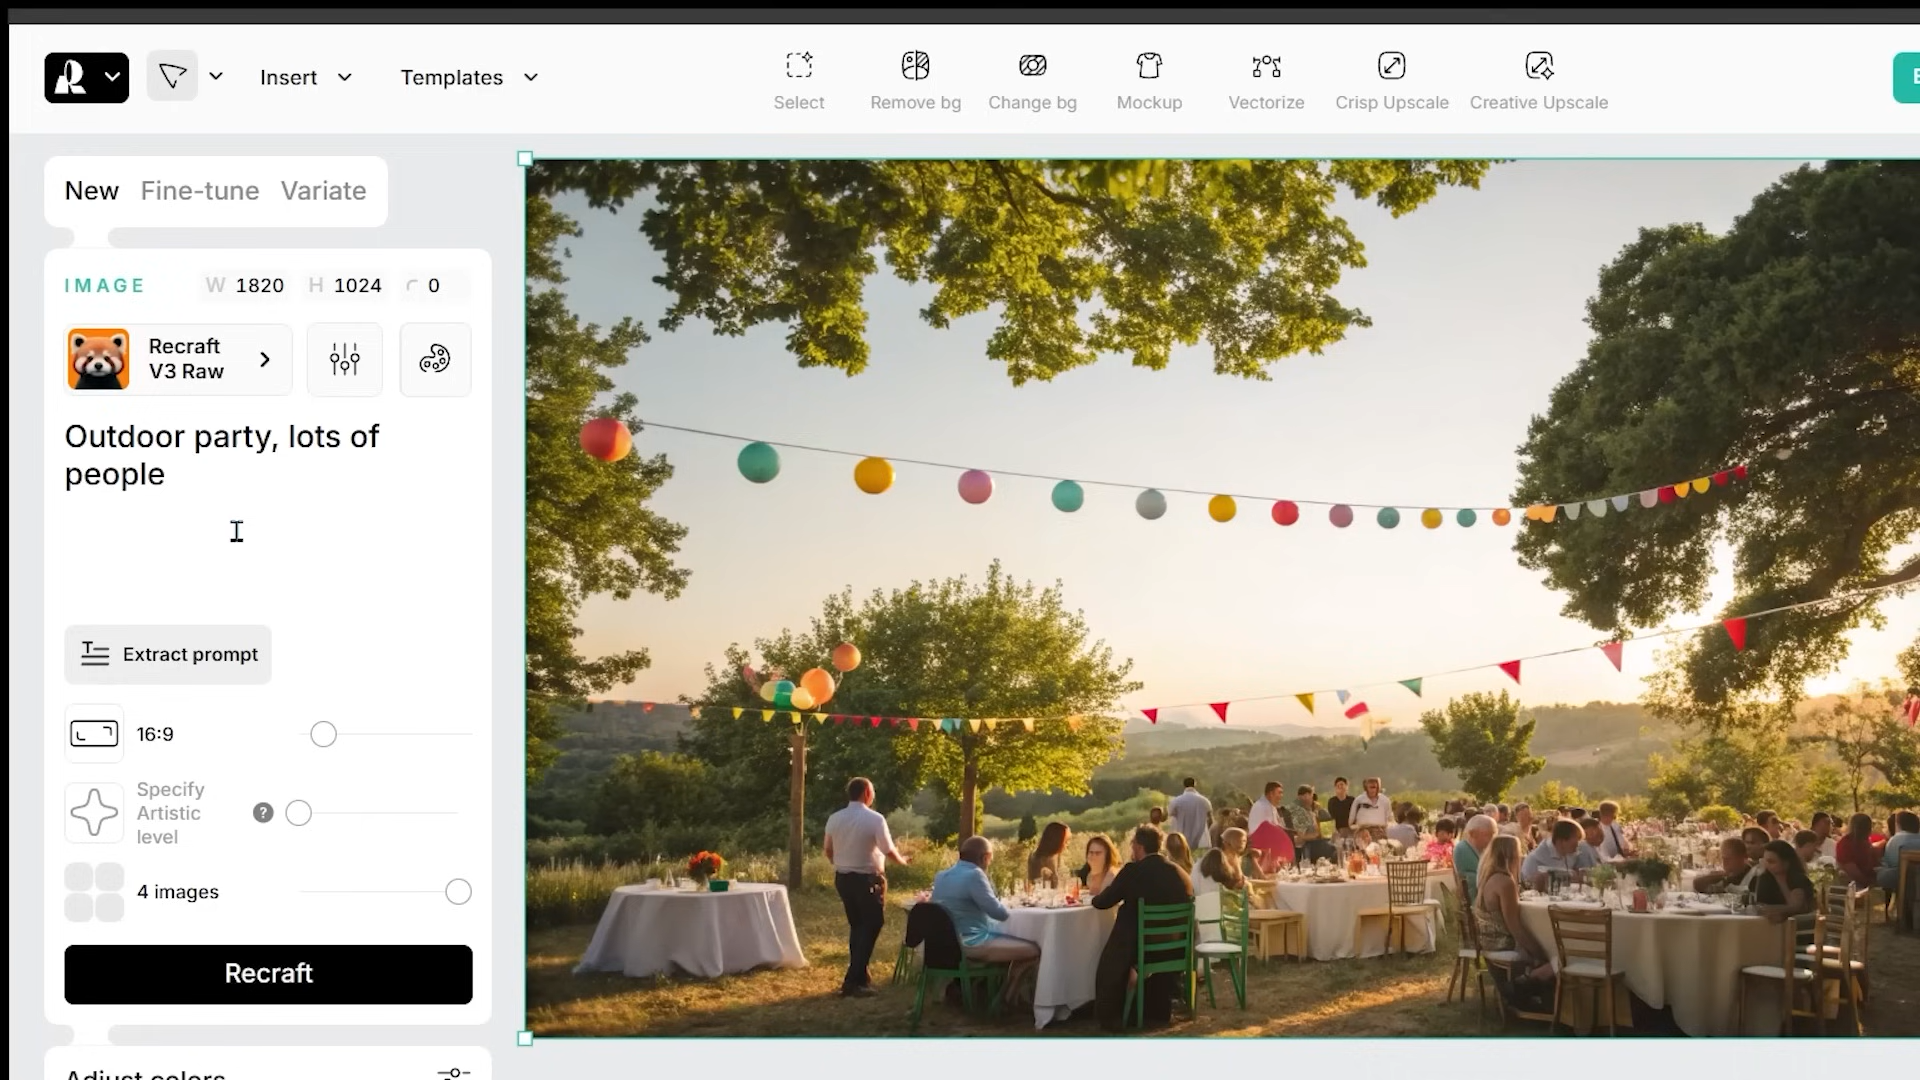 Insert
Templates
Select
Remove bg
Change bg
Mockup
Vectorize
Crisp Upscale
Creative Upscale
New Fine-tune Variate
IMAGE W 1820 H 1024 0
Recraft
V3 Raw
Outdoor party, lots of
people
Extract prompt
16:9
Specify
Artistic
level
?
4 images
Recraft
Adjust colors